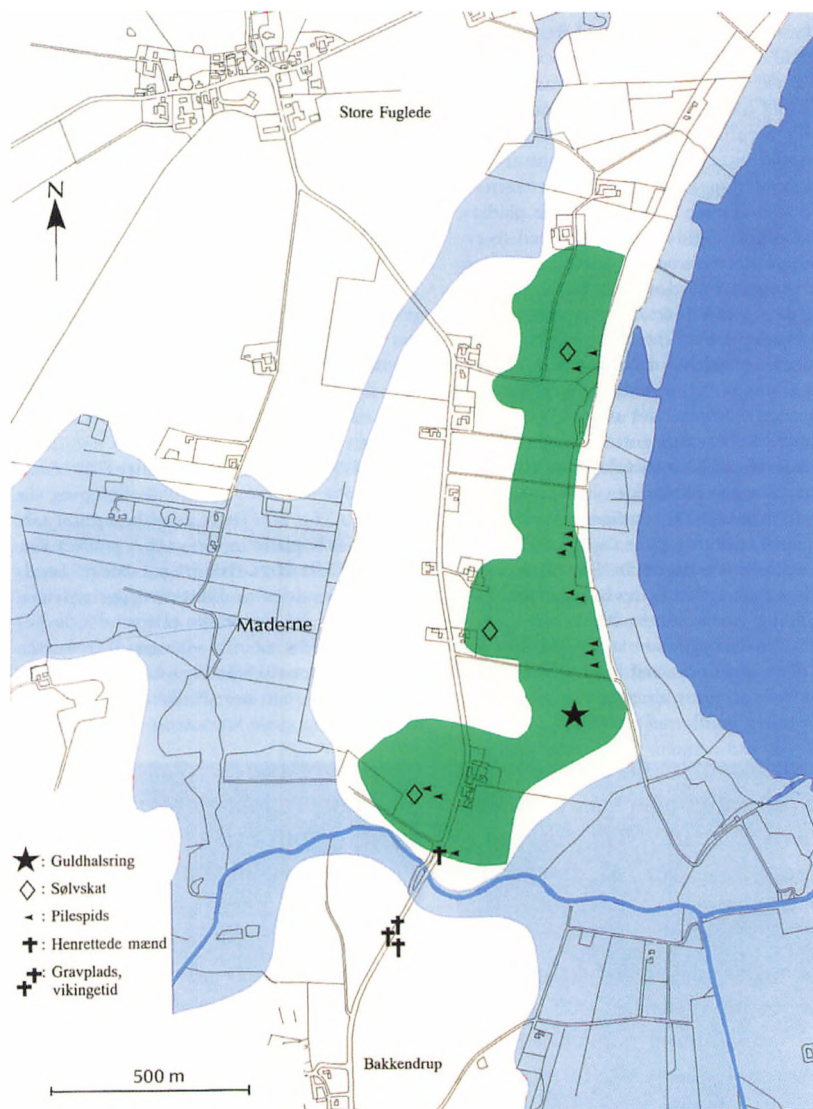 Store Fuglede
N
Maderne
: Guldhalsring
: Sølvskat
: Pilespids
: Henrettede mænd
: Gravplads,
vikingetid
Bakkendrup
500 m